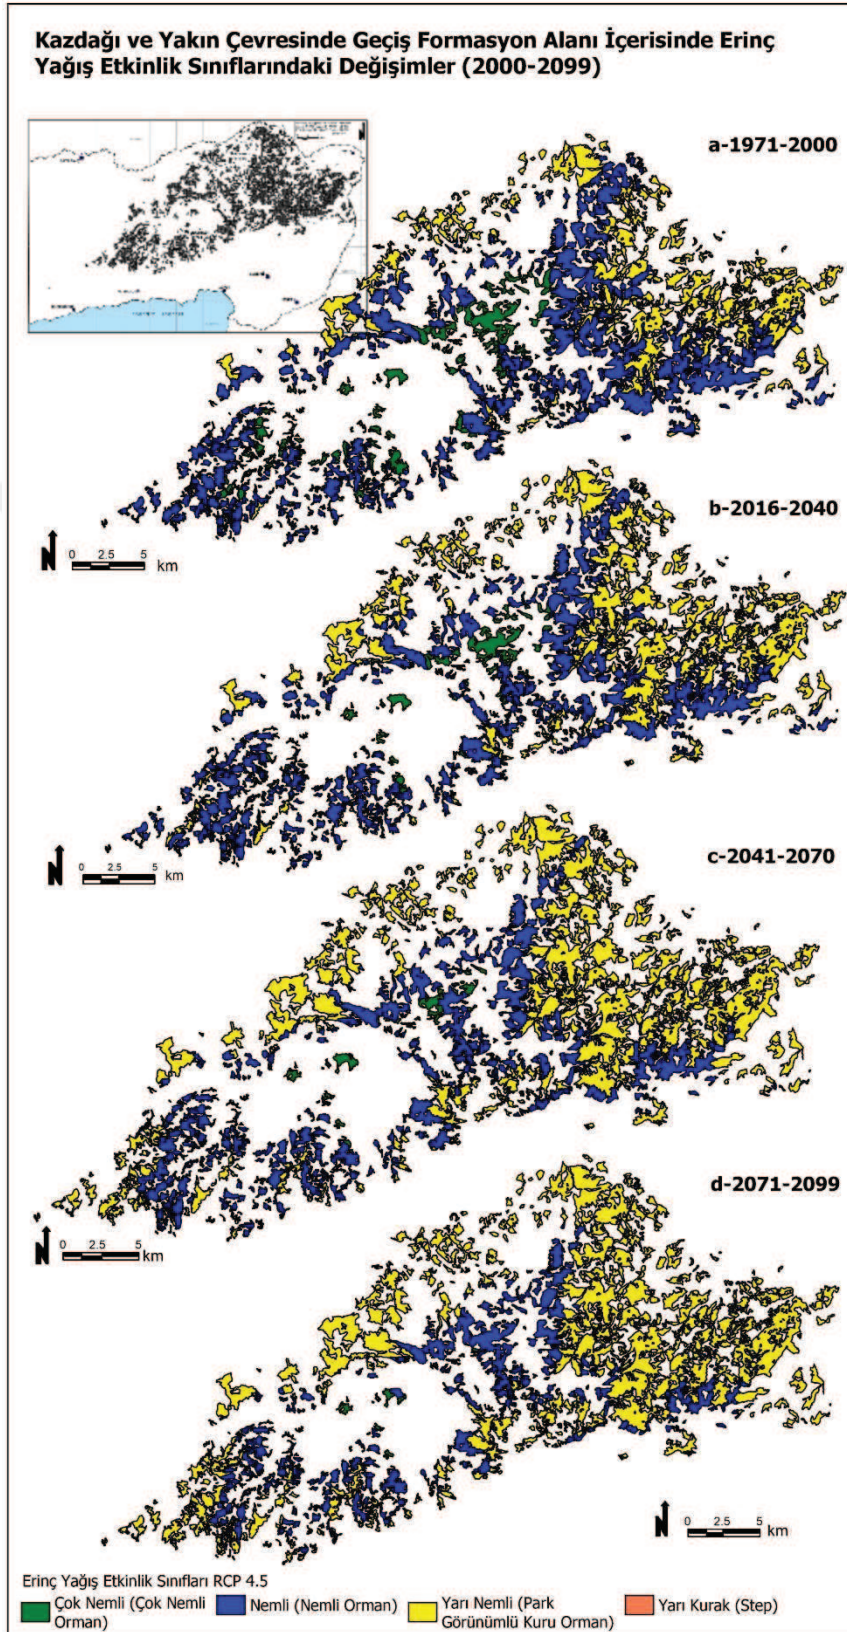 Kazdağı ve Yakın Çevresinde Geçiş Formasyon Alanı İçerisinde Erinç
Yağış Etkinlik Sınıflarındaki Değişimler (2000-2099)
a-1971-2000
N
0 2.5 5
km
b-2016-2040
N
0 2.5 5
km
c-2041-2070
N
0 2.5 5
km
d-2071-2099
N
0 2.5 5
km
Erinç Yağış Etkinlik Sınıfları RCP 4.5
Çok Nemli (Çok Nemli
Orman)
Nemli (Nemli Orman)
Yarı Nemli (Park
Görünümlü Kuru Orman)
Yarı Kurak (Step)